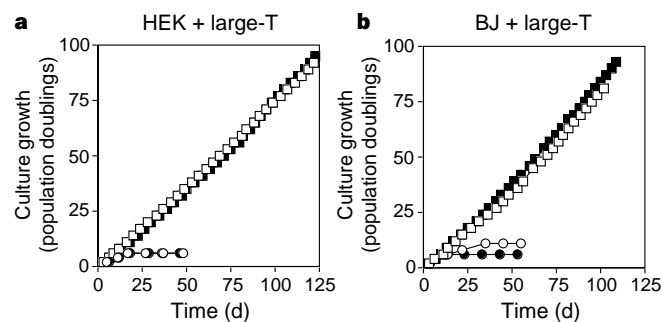 a
HEK + large-T
Culture growth
(population doublings)
100
75
50
25
0
0 25 50 75 100 125
Time (d)
b
BJ + large-T
Culture growth
(population doublings)
100
75
50
25
0
0 25 50 75 100 125
Time (d)